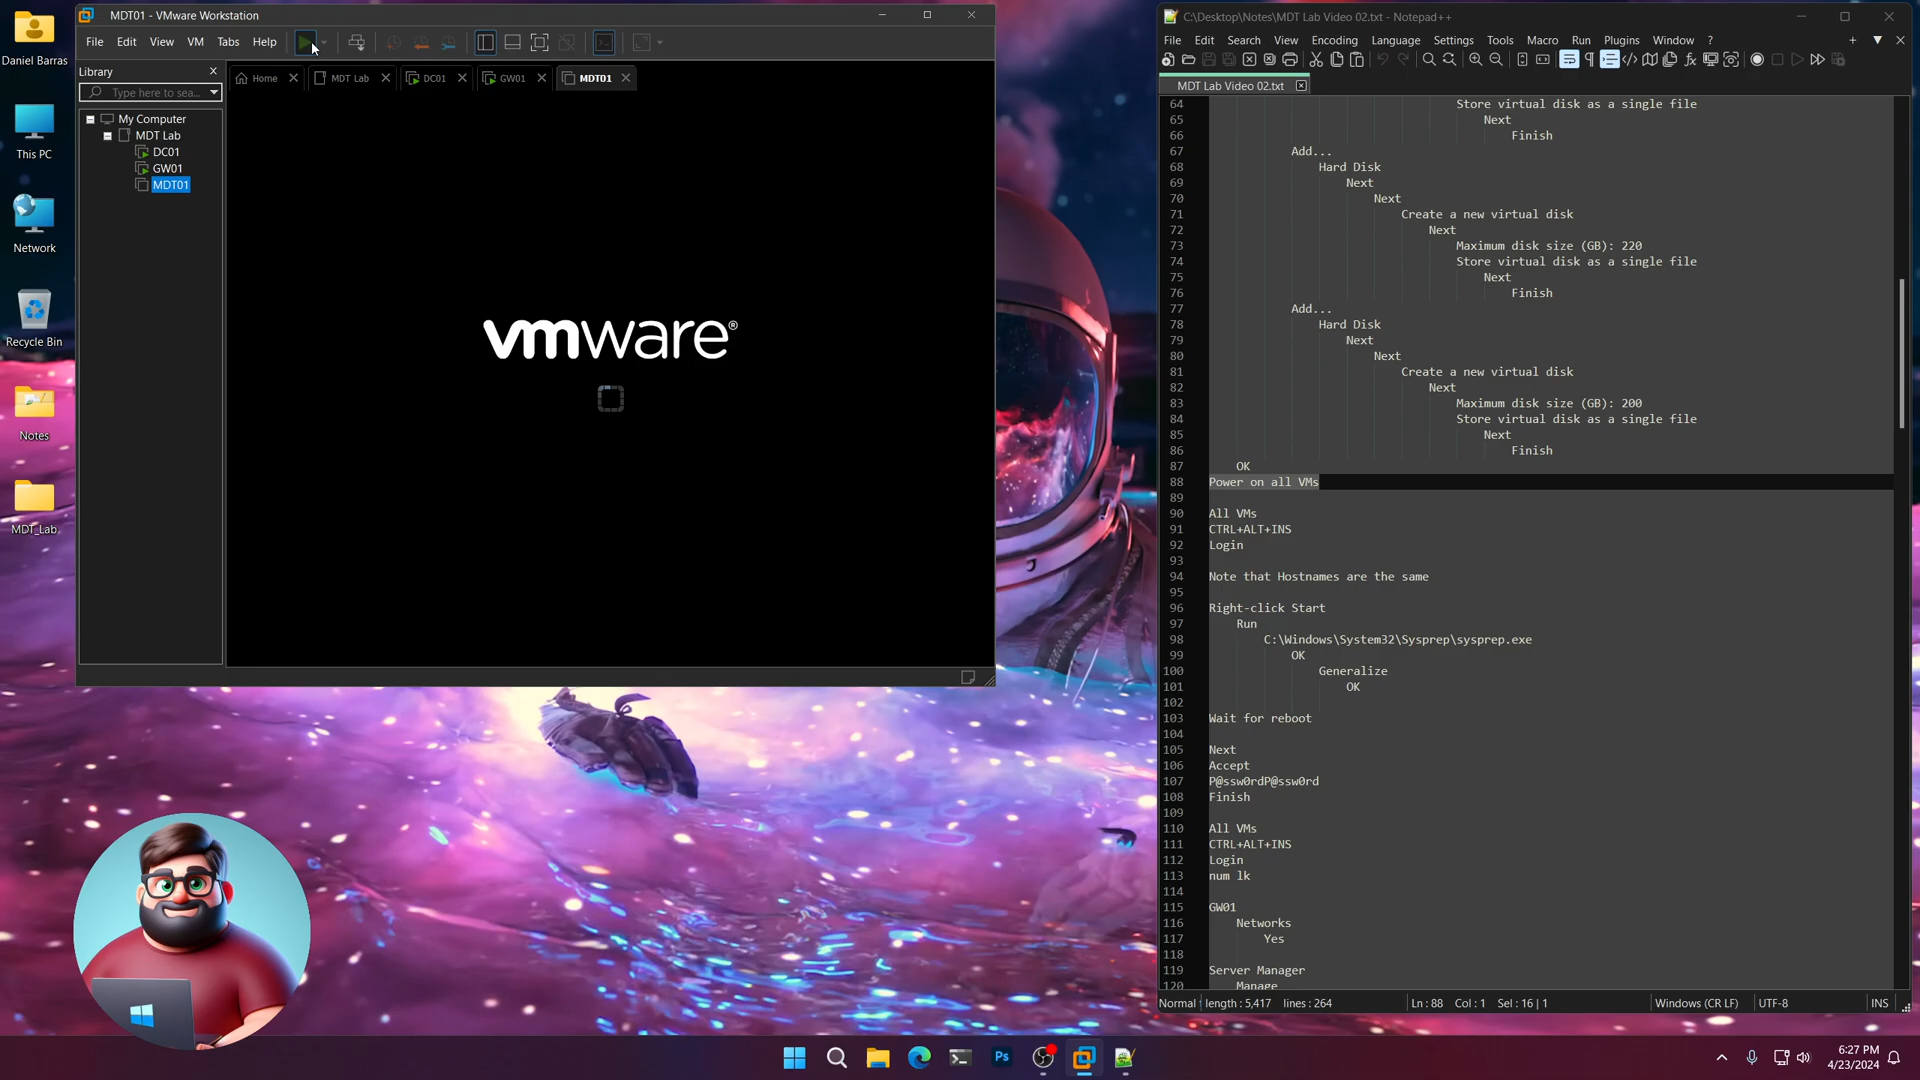 Daniel Barras
This PC
Network
Recycle Bin
Notes
MDT_Lab
MDT01 - VMware Workstation
File Edit View VM Tabs Help
Library
Type here to sea...
My Computer
MDT Lab
DC01
GW01
MDT01
Home MDT Lab DC01 GW01 MDT01
vmware®
C:\Desktop\Notes\MDT Lab Video 02.txt - Notepad++
File Edit Search View Encoding Language Settings Tools Macro Run Plugins Window ?
MDT Lab Video 02.txt
64 Store virtual disk as a single file
65 Next
66 Finish
67 Add...
68 Hard Disk
69 Next
70 Next
71 Create a new virtual disk
72 Next
73 Maximum disk size (GB): 220
74 Store virtual disk as a single file
75 Next
76 Finish
77 Add...
78 Hard Disk
79 Next
80 Next
81 Create a new virtual disk
82 Next
83 Maximum disk size (GB): 200
84 Store virtual disk as a single file
85 Next
86 Finish
87 OK
88 Power on all VMs
89
90 All VMs
91 CTRL+ALT+INS
92 Login
93
94 Note that Hostnames are the same
95
96 Right-click Start
97 Run
98 C:\Windows\System32\Sysprep\sysprep.exe
99 OK
100 Generalize
101 OK
102
103 Wait for reboot
104
105 Next
106 Accept
107 P@ssw0rdP@ssw0rd
108 Finish
109
110 All VMs
111 CTRL+ALT+INS
112 Login
113 num lk
114
115 GW01
116 Networks
117 Yes
118
119 Server Manager
120 Manage
Normal length : 5,417 lines : 264 Ln : 88 Col : 1 Sel : 16 | 1 Windows (CR LF) UTF-8 INS
Ps
6:27 PM
4/23/2024